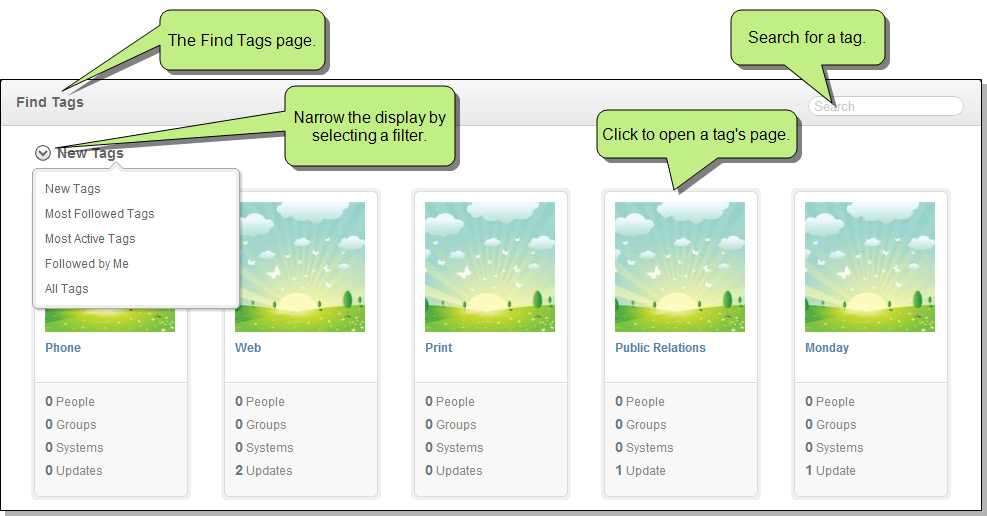 The Find Tags page.
Search for a tag.
Find Tags
Search
Narrow the display by
selecting a filter.
Click to open a tag's page.
New Tags
New Tags
Most Followed Tags
Most Active Tags
Followed by Me
All Tags
Phone
0 People
0 Groups
0 Systems
0 Updates
Web
0 People
0 Groups
0 Systems
2 Updates
Print
0 People
0 Groups
0 Systems
0 Updates
Public Relations
0 People
0 Groups
0 Systems
1 Update
Monday
0 People
0 Groups
0 Systems
1 Update